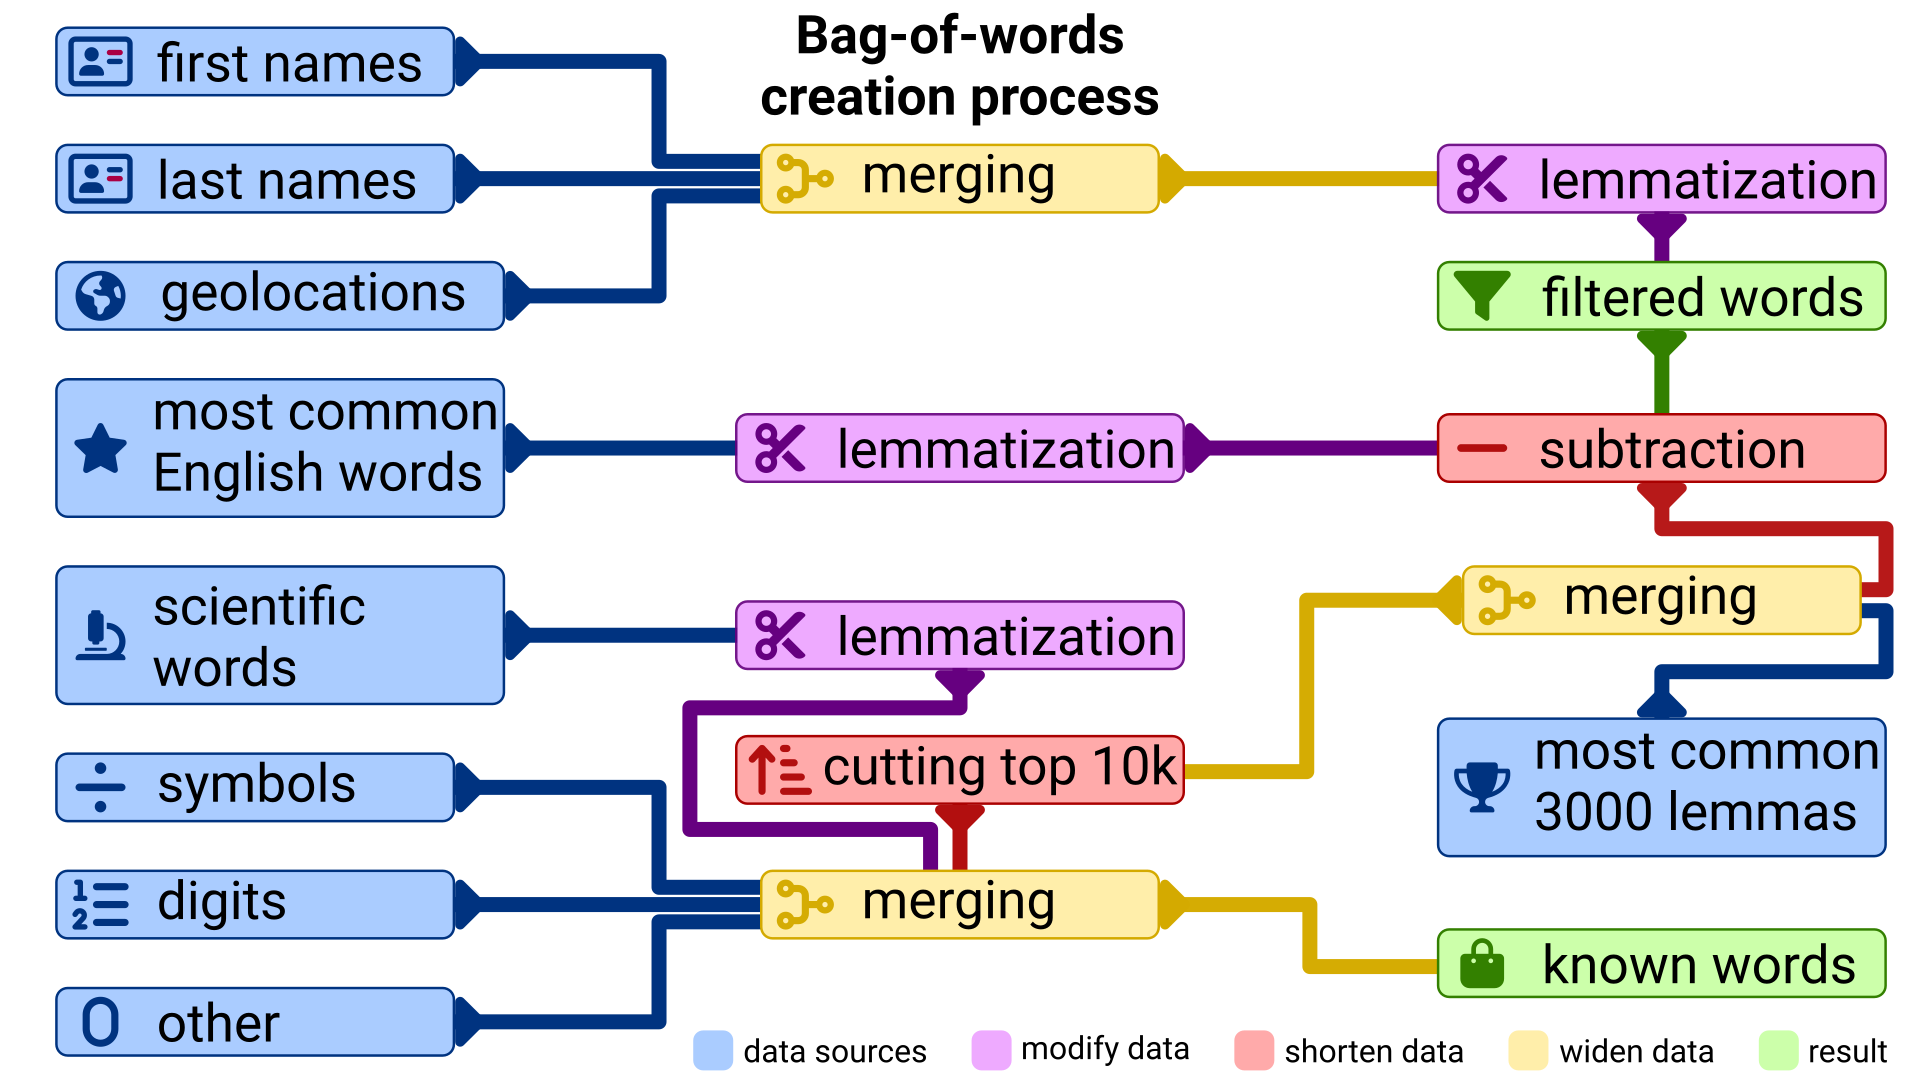 Bag-of-words
creation process
first names
last names
geolocations
most common
English words
scientific
words
symbols
digits
other
merging
lemmatization
filtered words
lemmatization
subtraction
lemmatization
merging
cutting top 10k
most common
3000 lemmas
merging
known words
data sources
modify data
shorten data
widen data
result